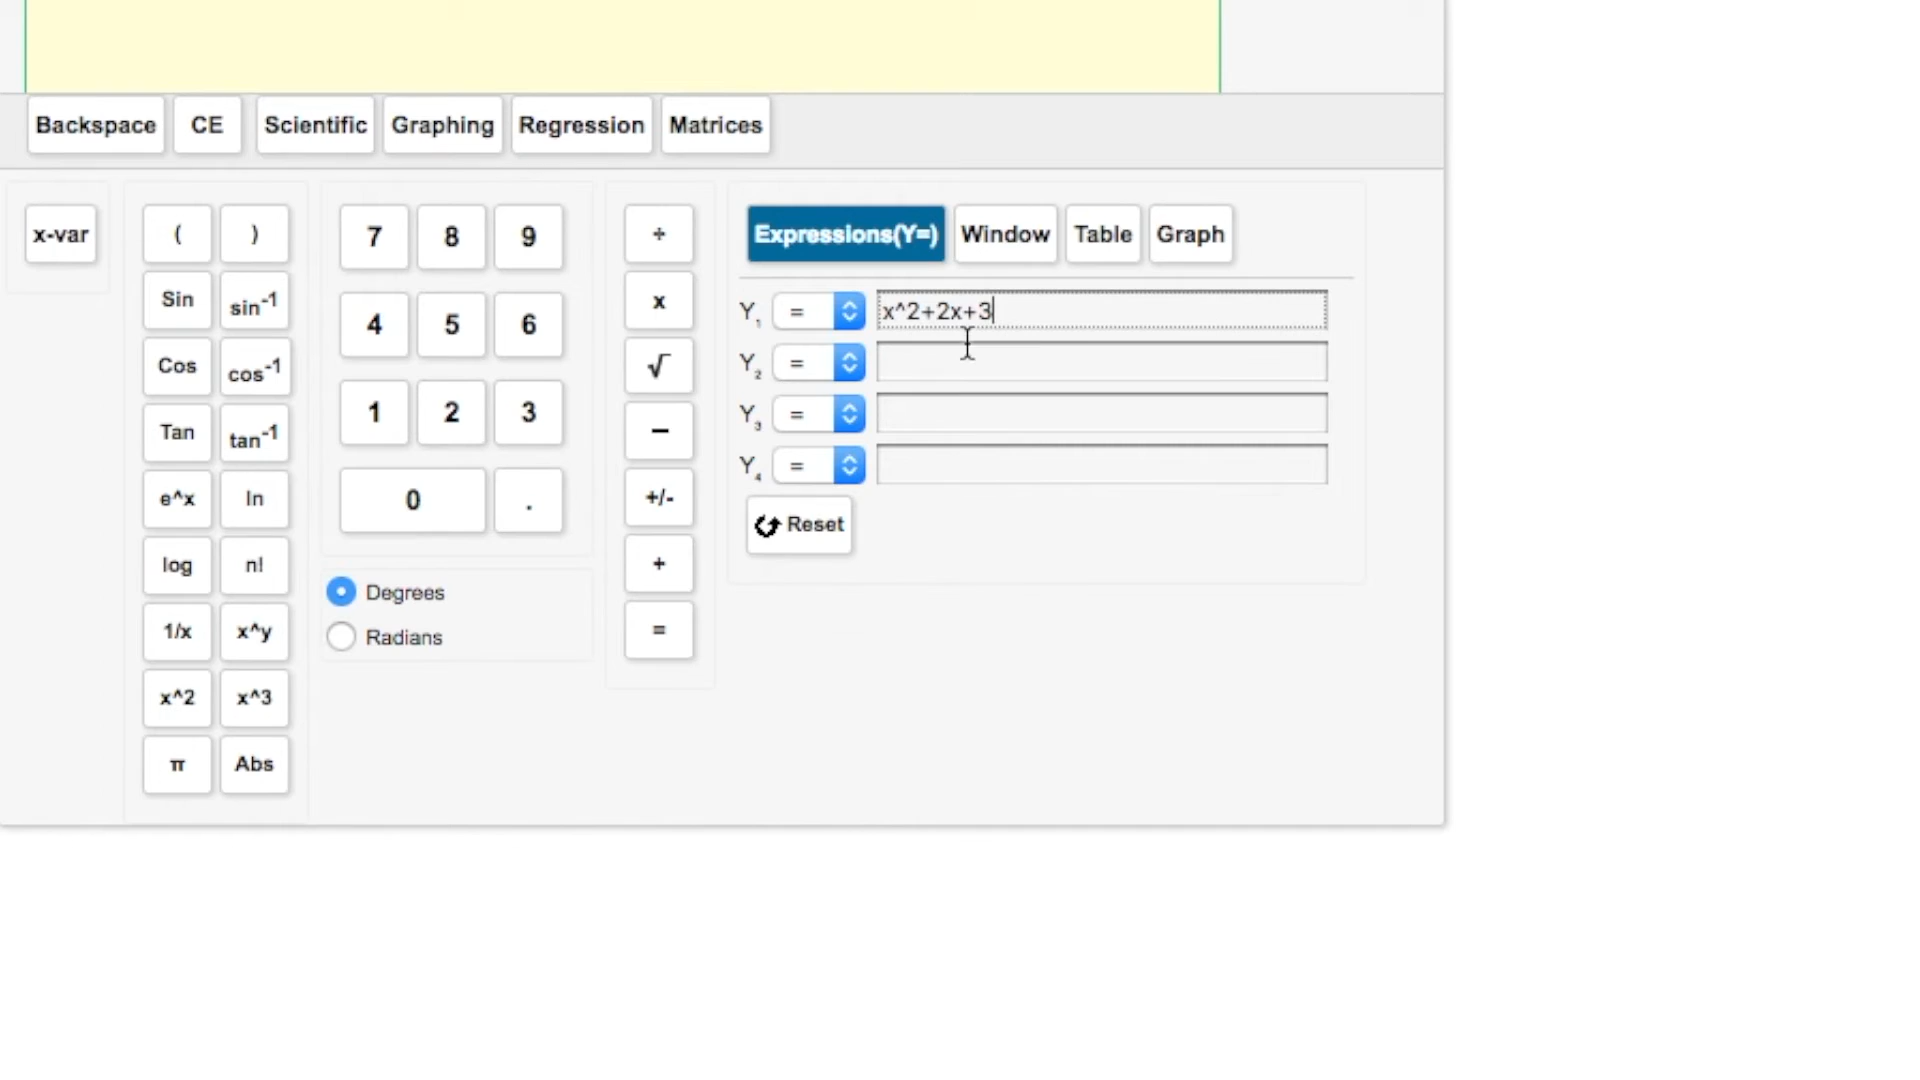 Backspace CE Scientific Graphing Regression Matrices
x-var ( ) 7 8 9 ÷ Expressions(Y=) Window Table Graph
Sin sin-1 x Y1 = x^2+2x+3
4 5 6
Cos cos-1 √ Y2 =
Tan tan-1 1 2 3 − Y3 =
Y4 =
e^x ln 0 . +/- Reset
log n! + 
Degrees
1/x x^y = Radians
x^2 x^3
π Abs